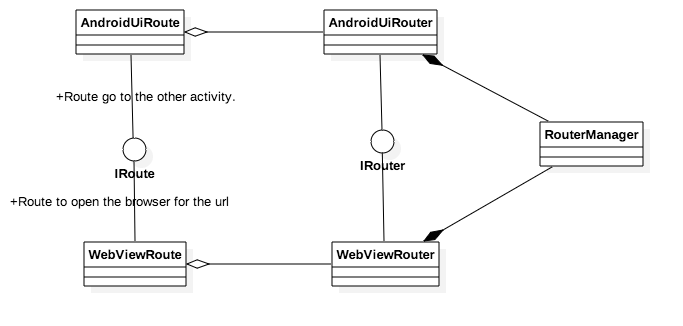 AndroidUiRoute
AndroidUiRouter
+Route go to the other activity.
RouterManager
IRoute
IRouter
+Route to open the browser for the url
WebViewRoute
WebViewRouter